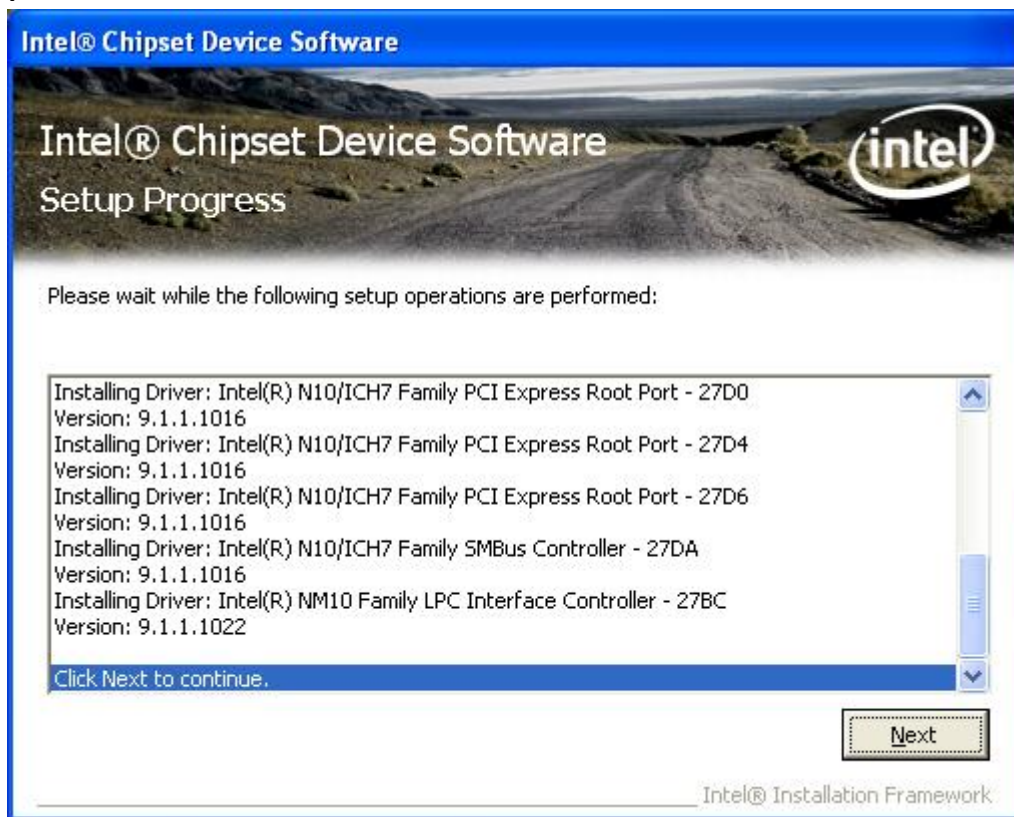 Intel® Chipset Device Software
Intel® Chipset Device Software
intel
Setup Progress
Please wait while the following setup operations are performed:
Installing Driver: Intel(R) N10/ICH7 Family PCI Express Root Port - 27D0
Version: 9.1.1.1016
Installing Driver: Intel(R) N10/ICH7 Family PCI Express Root Port - 27D4
Version: 9.1.1.1016
Installing Driver: Intel(R) N10/ICH7 Family PCI Express Root Port - 27D6
Version: 9.1.1.1016
Installing Driver: Intel(R) N10/ICH7 Family SMBus Controller - 27DA
Version: 9.1.1.1016
Installing Driver: Intel(R) NM10 Family LPC Interface Controller - 27BC
Version: 9.1.1.1022
Click Next to continue.
Next
Intel® Installation Framework